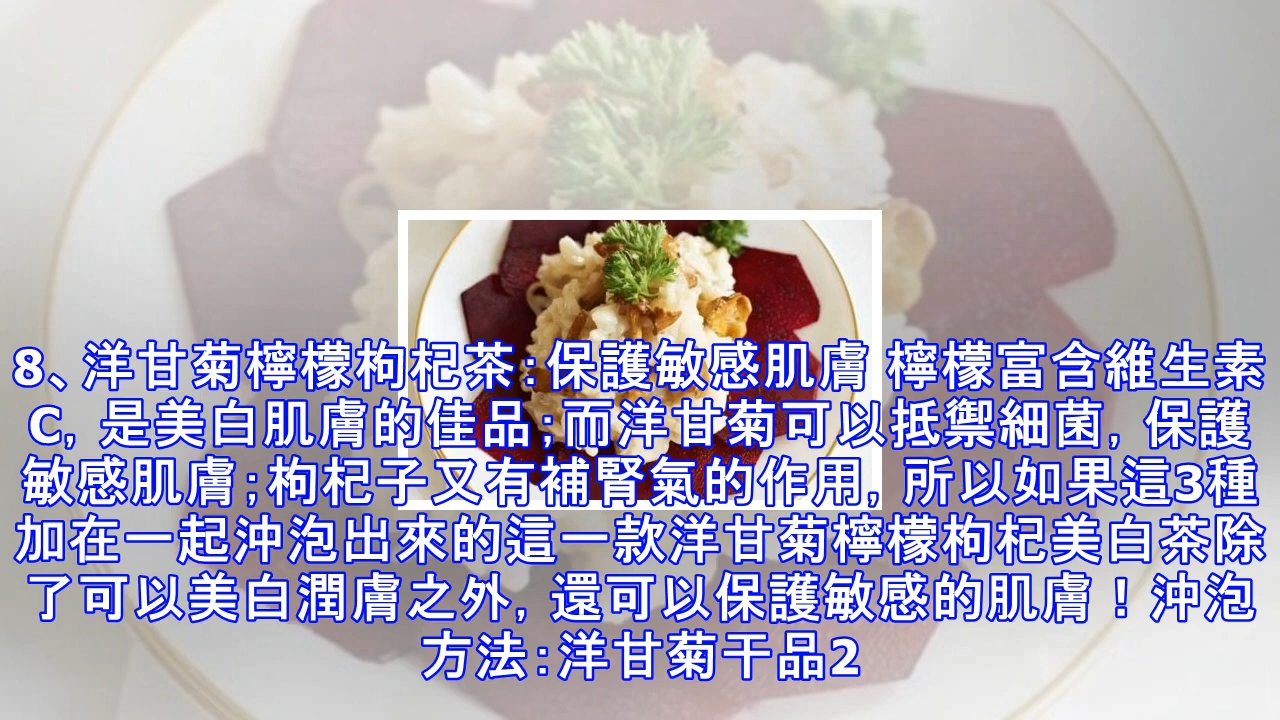 8、洋甘菊檸檬枸杞茶:保護敏感肌膚 檸檬富含維生素
C, 是美白肌膚的佳品;而洋甘菊可以抵禦細菌, 保護
敏感肌膚;枸杞子又有補腎氣的作用, 所以如果這3種
加在一起沖泡出來的這一款洋甘菊檸檬枸杞美白茶除
了可以美白潤膚之外, 還可以保護敏感的肌膚！沖泡
方法:洋甘菊干品2